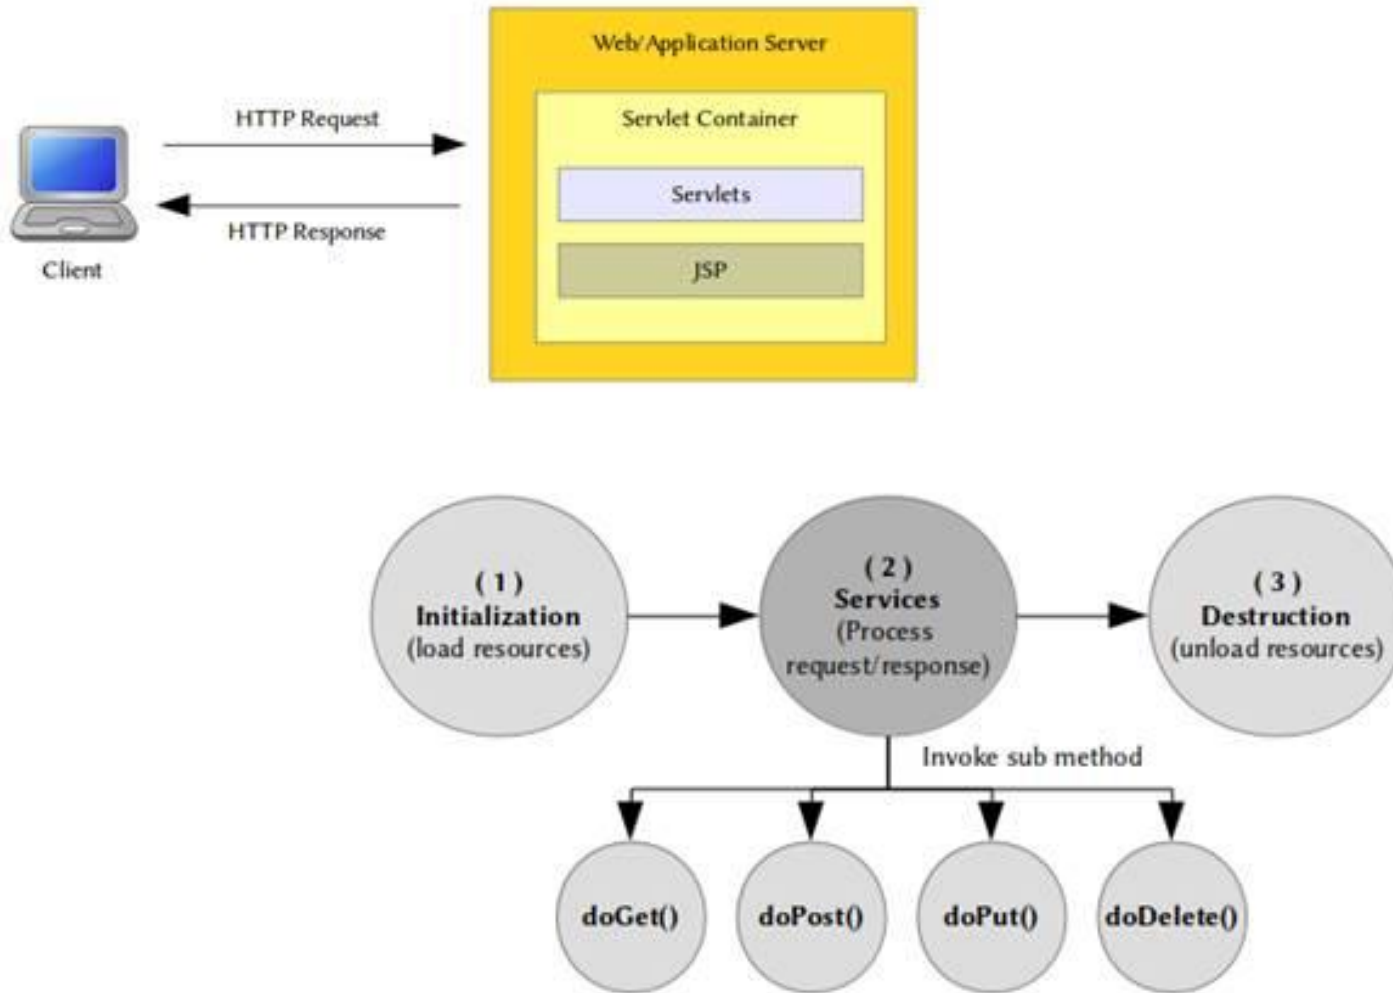 Web/Application Server
HTTP Request
Servlet Container
Servlets
HTTP Response
JSP
Client
( 1 )
Initialization
(load resources)
( 2 )
Services
(Process
request/response)
( 3 )
Destruction
(unload resources)
Invoke sub method
doGet()
doPost()
doPut()
doDelete()